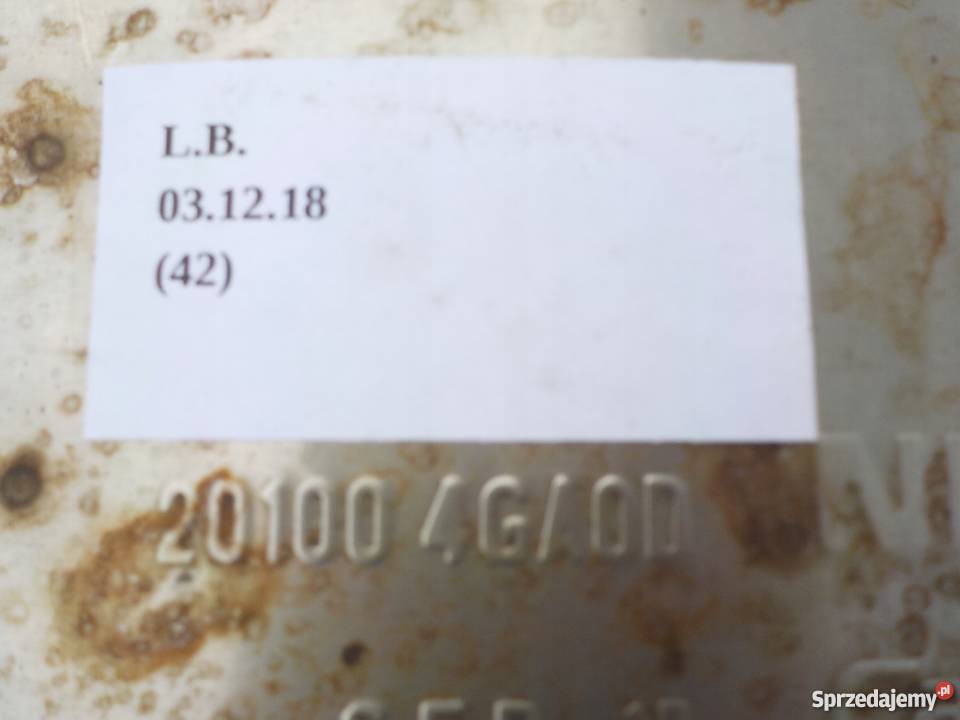 L.B.
03.12.18
(42)
20100 4G/0D
Sprzedajemy.pl